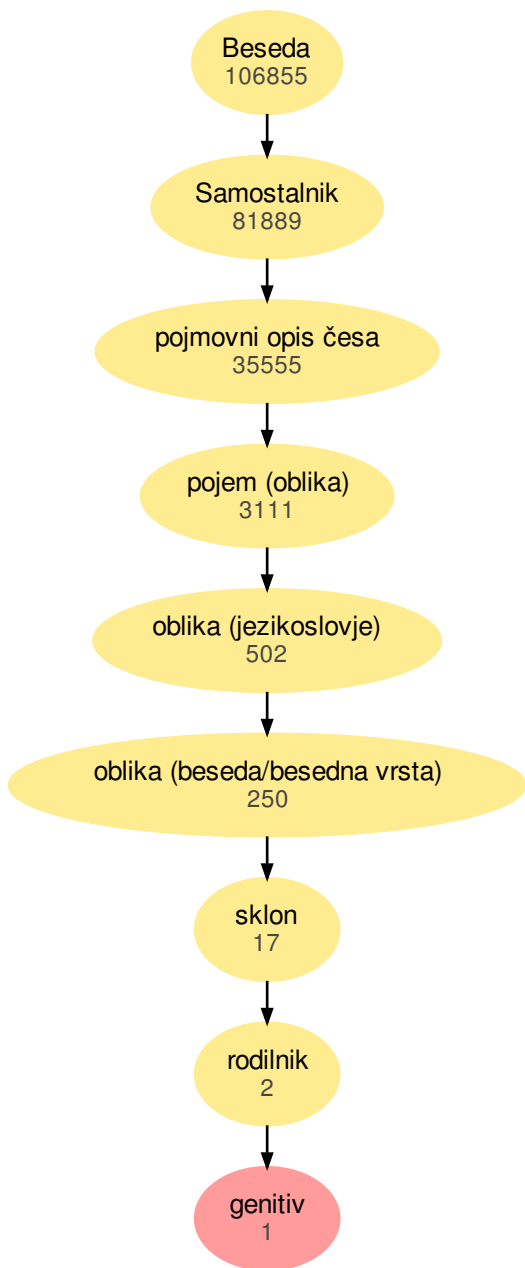 Beseda
106855
Samostalnik
81889
pojmovni opis česa
35555
pojem (oblika)
3111
oblika (jezikoslovje)
502
oblika (beseda/besedna vrsta)
250
sklon
17
rodilnik
2
genitiv
1